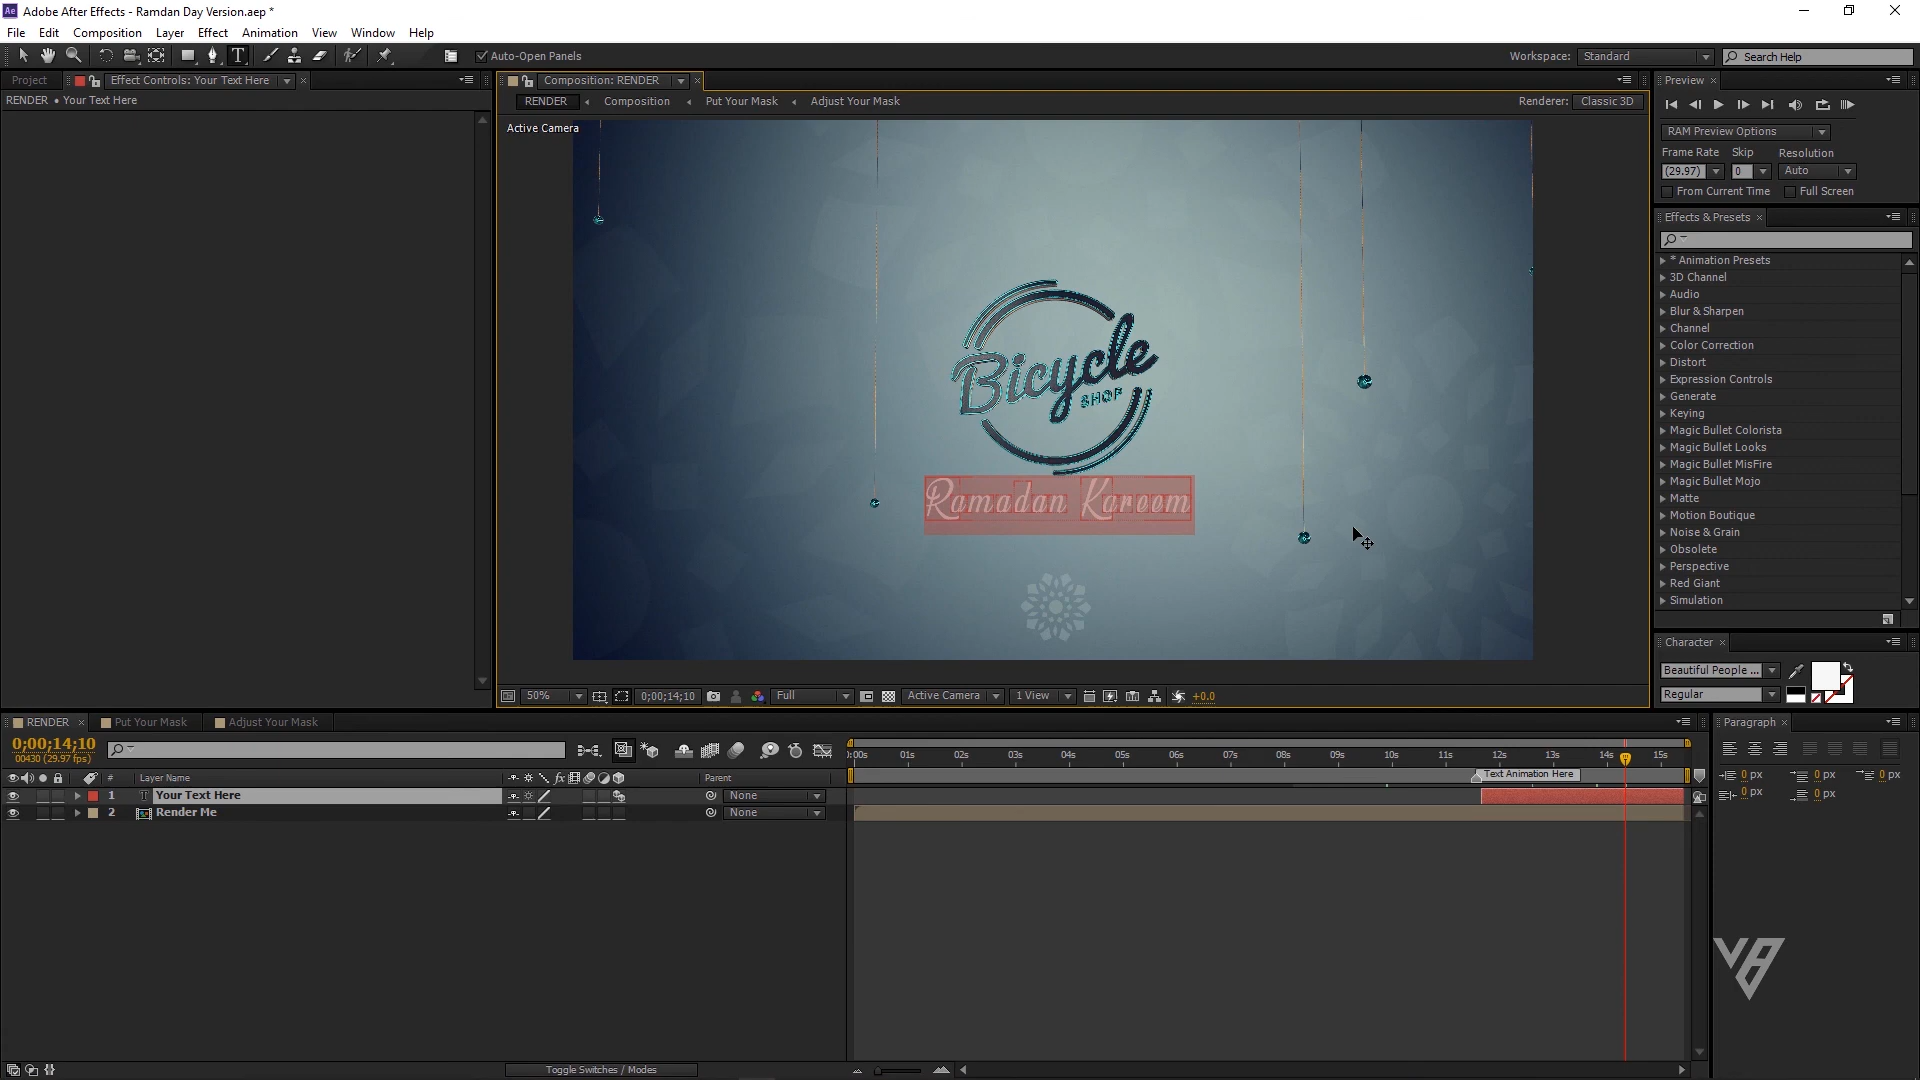 Adobe After Effects - Ramdan Day Version.aep *
File Edit Composition Layer Effect Animation View Window Help
Auto-Open Panels
Workspace: Standard
Search Help
Project
Effect Controls: Your Text Here
RENDER • Your Text Here
Composition: RENDER
RENDER Composition Put Your Mask Adjust Your Mask
Renderer: Classic 3D
Active Camera
Bicycle
SHOP
Ramadan Kareem
50%
0;00;14;10
Full
Active Camera
1 View
+0.0
Preview
RAM Preview Options
Frame Rate Skip Resolution
(29.97) 0 Auto
From Current Time Full Screen
Effects & Presets
* Animation Presets
3D Channel
Audio
Blur & Sharpen
Channel
Color Correction
Distort
Expression Controls
Generate
Keying
Magic Bullet Colorista
Magic Bullet Looks
Magic Bullet MisFire
Magic Bullet Mojo
Matte
Motion Boutique
Noise & Grain
Obsolete
Perspective
Red Giant
Simulation
Character
Beautiful People ...
Regular
RENDER Put Your Mask Adjust Your Mask
0;00;14;10
00430 (29.97 fps)
# Layer Name fx Parent
1 T Your Text Here None
2 Render Me None
:00s 01s 02s 03s 04s 05s 06s 07s 08s 09s 10s 11s 12s 13s 14s 15s
Text Animation Here
Toggle Switches / Modes
Paragraph
0 px 0 px 0 px
0 px 0 px